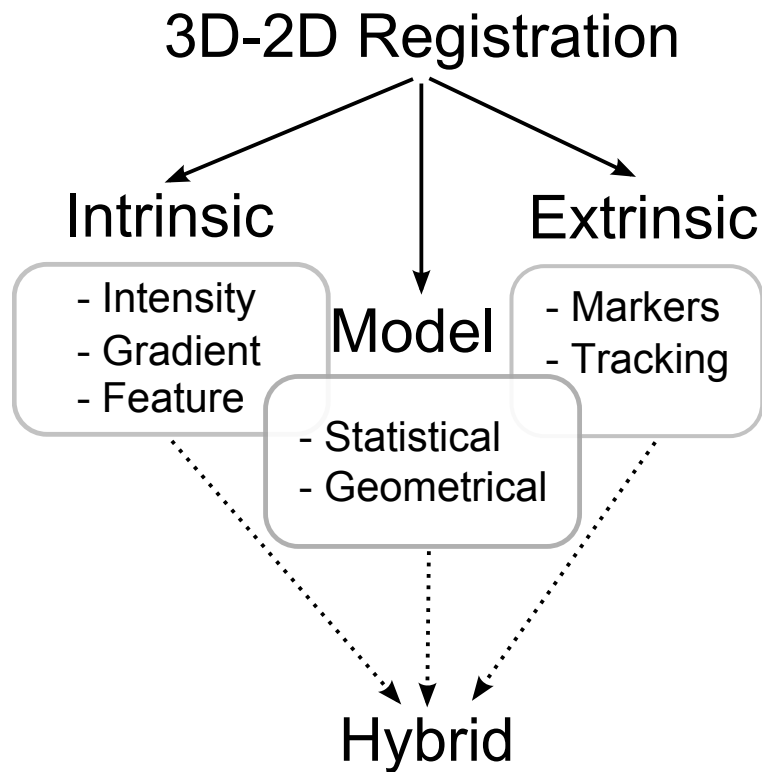 3D-2D Registration
Intrinsic
- Intensity
- Gradient
- Feature
Model
- Statistical
- Geometrical
Extrinsic
- Markers
- Tracking
Hybrid